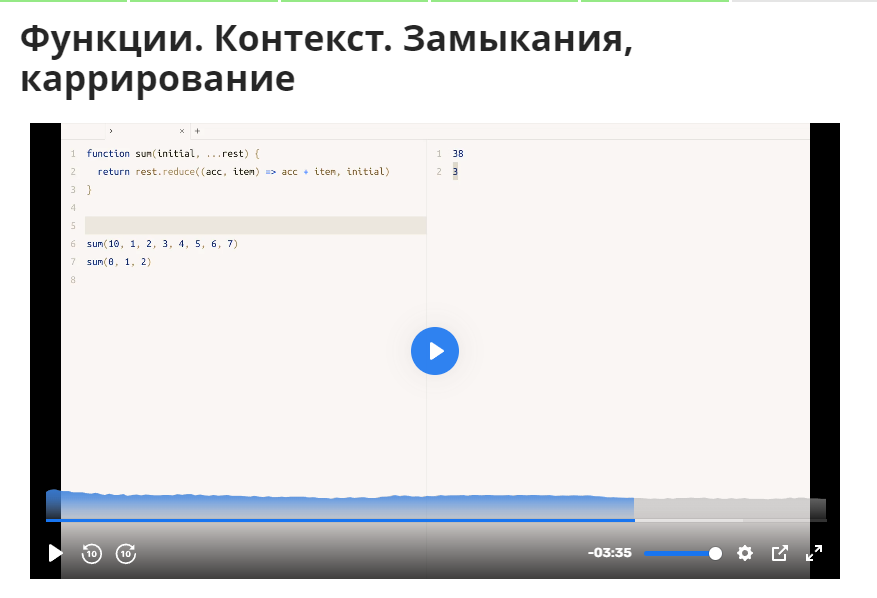 Функции. Контекст. Замыкания,
каррирование
› × +
1 function sum(initial, ...rest) {
2 return rest.reduce((acc, item) => acc + item, initial)
3 }
4
5
6 sum(10, 1, 2, 3, 4, 5, 6, 7)
7 sum(0, 1, 2)
8
1 38
2 3
10 10 -03:35